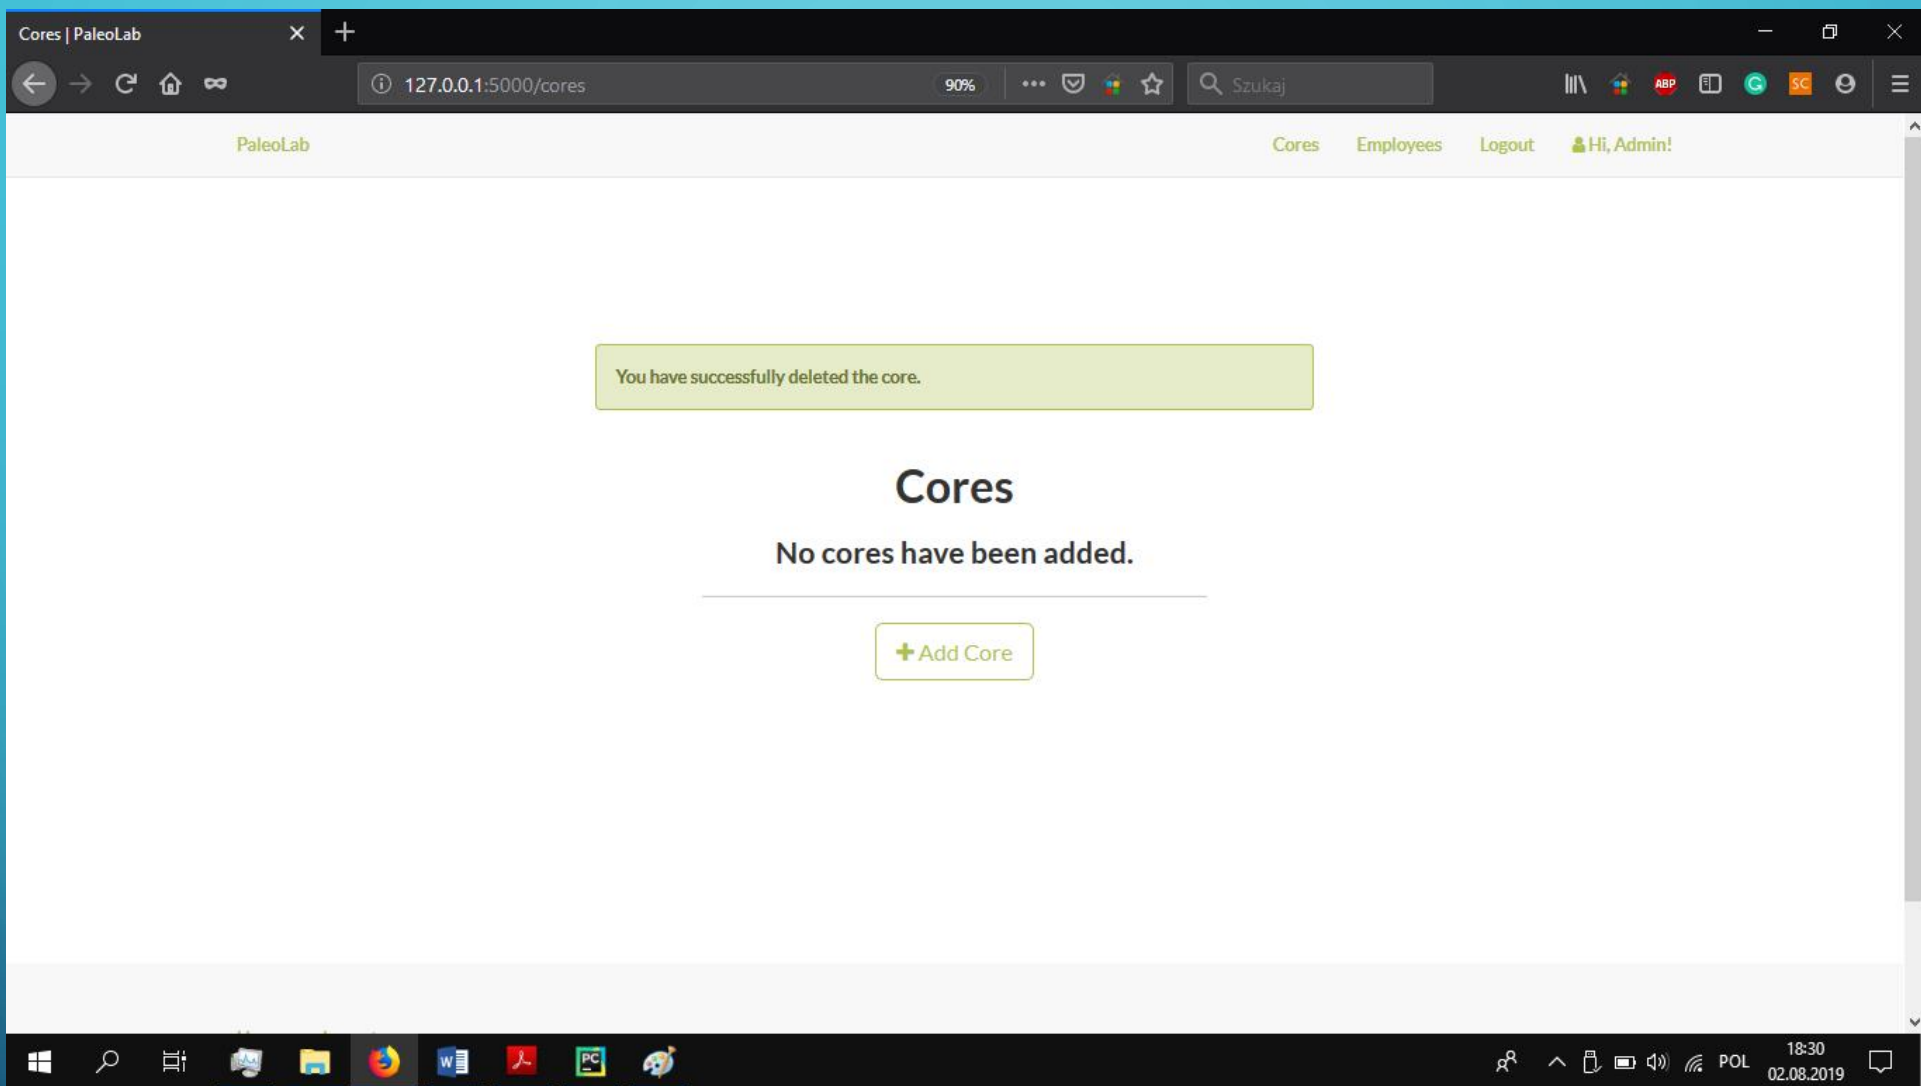 Cores | PaleoLab
127.0.0.1:5000/cores
90%
Szukaj
ABP
G
SC
PaleoLab
Cores
Employees
Logout
Hi, Admin!
You have successfully deleted the core.
Cores
No cores have been added.
Add Core
W
PC
POL
18:30
02.08.2019